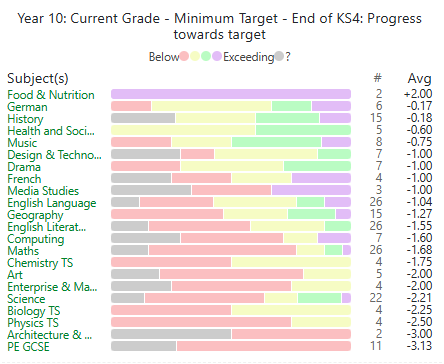 Year 10: Current Grade - Minimum Target - End of KS4: Progress
towards target
Below Exceeding ?
Subject(s) # Avg
Food & Nutrition 2 +2.00
German 6 -0.17
History 15 -0.18
Health and Soci... 5 -0.60
Music 8 -0.75
Design & Techno... 7 -1.00
Drama 7 -1.00
French 4 -1.00
Media Studies 3 -1.00
English Language 26 -1.04
Geography 15 -1.27
English Literat... 26 -1.55
Computing 7 -1.60
Maths 26 -1.68
Chemistry TS 4 -1.75
Art 5 -2.00
Enterprise & Ma... 4 -2.00
Science 22 -2.21
Biology TS 4 -2.25
Physics TS 4 -2.50
Architecture & ... 2 -3.00
PE GCSE 11 -3.13